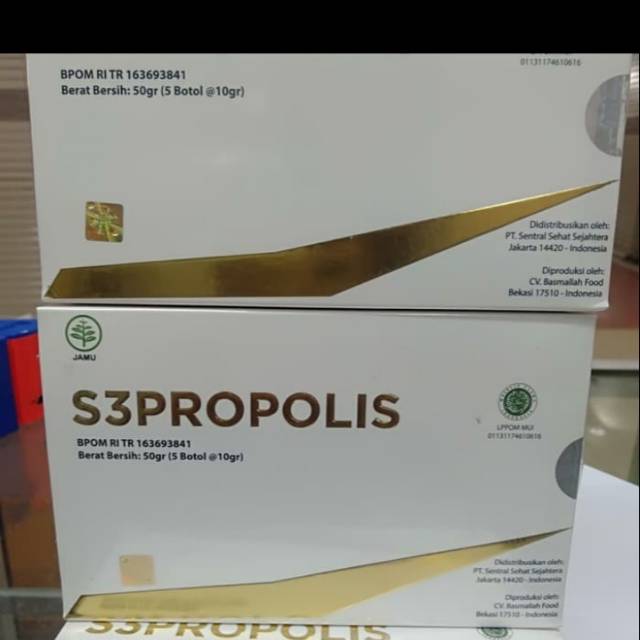 BPOM RI TR 163693841
Berat Bersih: 50gr (5 Botol @10gr)
01131174610616
Didistribusikan oleh:
PT. Sentral Sehat Sejahtera
Jakarta 14420 - Indonesia
Diproduksi oleh:
CV. Basmallah Food
Bekasi 17510 - Indonesia
JAMU
S3PROPOLIS
BPOM RI TR 163693841
Berat Bersih: 50gr (5 Botol @10gr)
LPPOM MUI
01131174610616
Didistribusikan oleh:
PT. Sentral Sehat Sejahtera
Jakarta 14420 - Indonesia
Diproduksi oleh:
CV. Basmallah Food
Bekasi 17510 - Indonesia
S3PROPOLIS